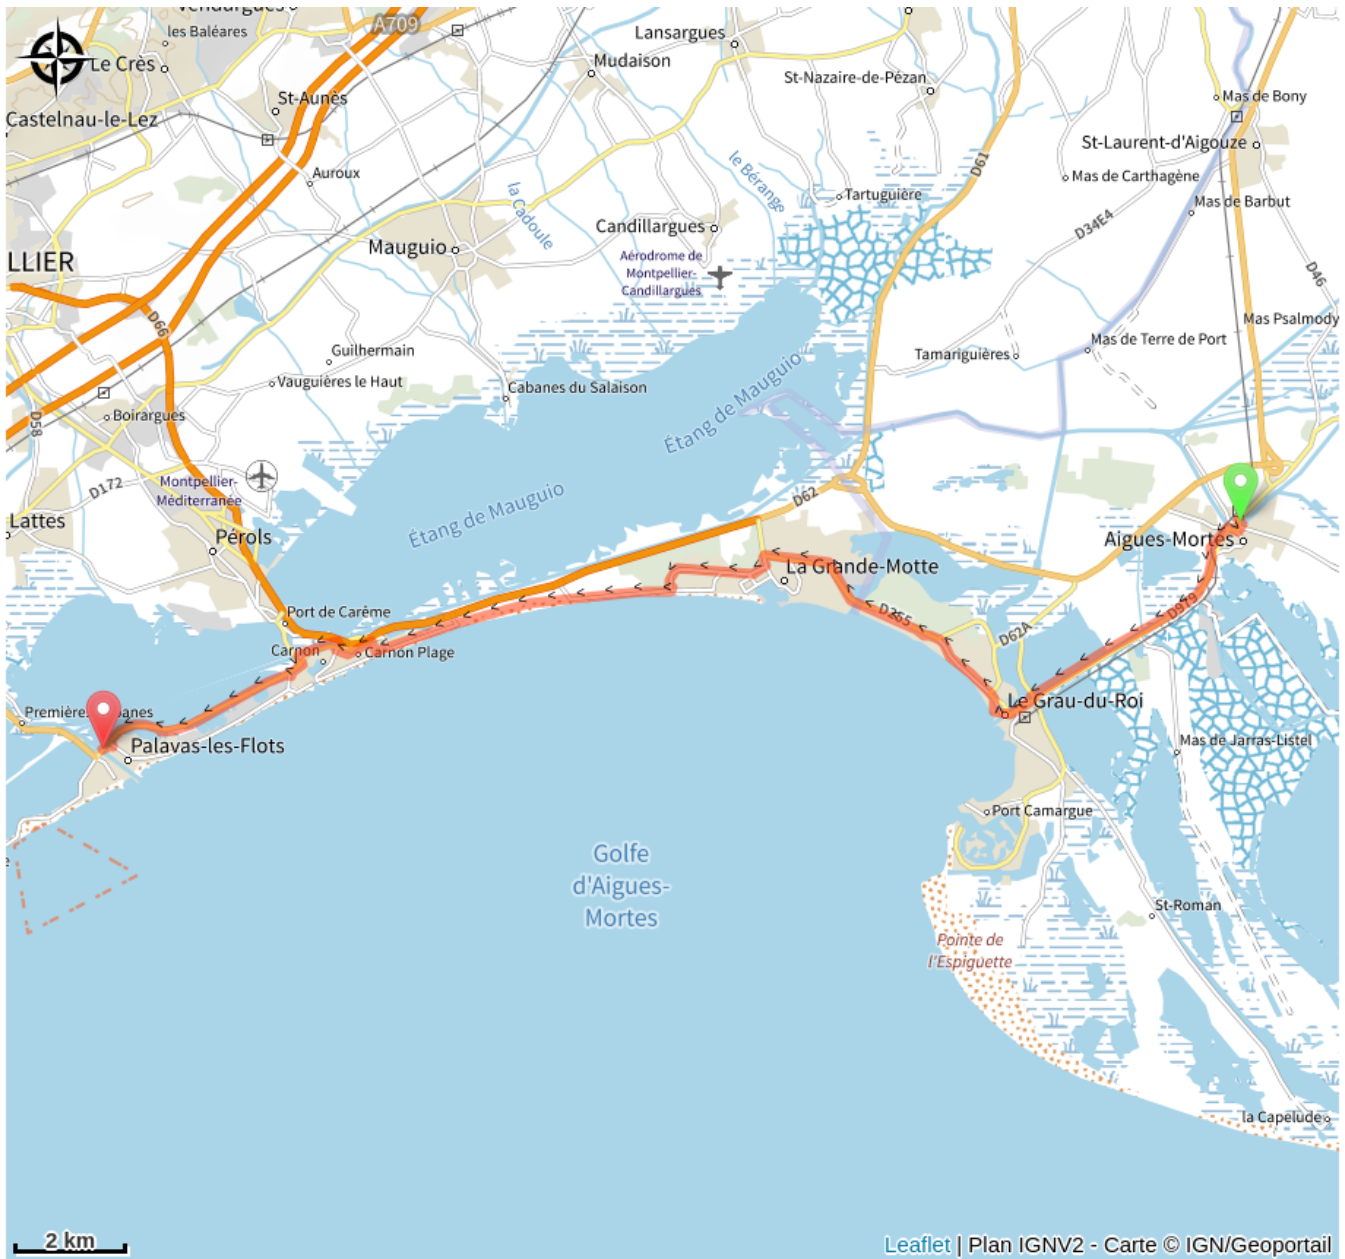 Vendargues
A709
les Baléares
Lansargues
Le Crès
Mudaison
St-Nazaire-de-Pézan
St-Aunès
Mas de Bony
Castelnau-le-Lez
St-Laurent-d'Aigouze
D61
Auroux
la Cadoule
le Bérange
Tartuguière
Mas de Carthagène
Mas de Barbut
D34E4
Candillargues
Mauguio
LLIER
Aérodrome de
Montpellier-
Candillargues
D46
D66
Mas Psalmody
Guilhermain
Mas de Terre de Port
Tamariguières
Vauguières le Haut
Cabanes du Salaison
Étang de Mauguio
D58
Boirargues
D172
Montpellier-
Méditerranée
Étang de Mauguio
D62
Lattes
Pérols
Aigues-Mortes
La Grande-Motte
Port de Carême
D255
D979
D62A
Carnon
Carnon Plage
Le Grau-du-Roi
Palavas-les-Flots
Mas de Jarras-Listel
Port Camargue
Golfe
d'Aigues-
Mortes
St-Roman
Pointe de
l'Espiguette
la Capelude
2 km
Leaflet | Plan IGNV2 - Carte © IGN/Geoportail